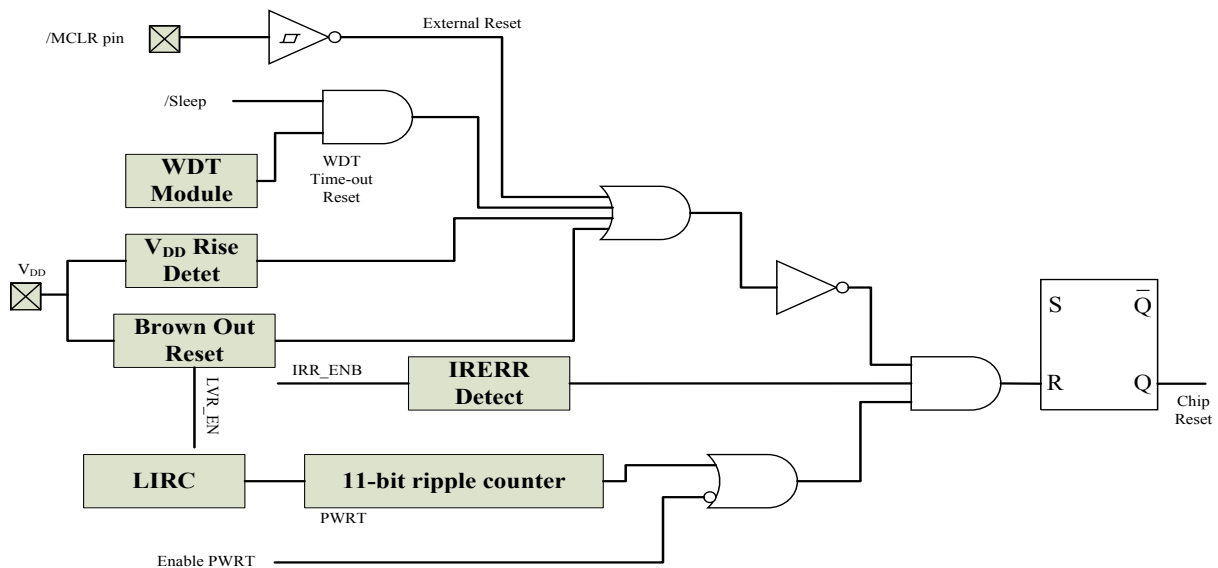 External Reset
/MCLR pin
/Sleep
WDT
Module
WDT
Time-out
Reset
VDD Rise
Detet
VDD
Brown Out
Reset
LVR_EN
IRR_ENB
IRERR
Detect
S
Q̅
R
Q
Chip
Reset
LIRC
11-bit ripple counter
PWRT
Enable PWRT